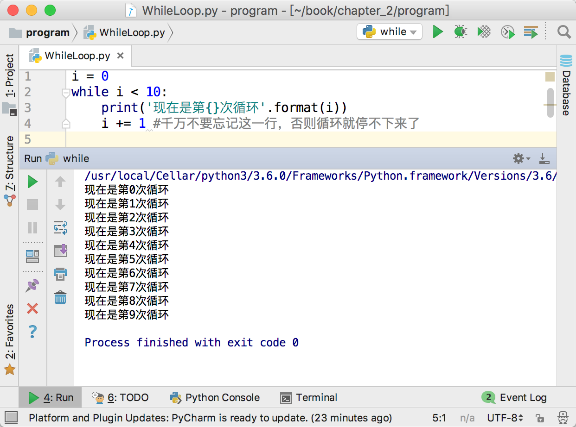 WhileLoop.py - program - [~/book/chapter_2/program]
program WhileLoop.py while
WhileLoop.py
1: Project
7: Structure
2: Favorites
Database
1 i = 0
2 while i < 10:
3 print('现在是第{}次循环'.format(i))
4 i += 1 #千万不要忘记这一行，否则循环就停不下来了
5
Run while
/usr/local/Cellar/python3/3.6.0/Frameworks/Python.framework/Versions/3.6/
现在是第0次循环
现在是第1次循环
现在是第2次循环
现在是第3次循环
现在是第4次循环
现在是第5次循环
现在是第6次循环
现在是第7次循环
现在是第8次循环
现在是第9次循环
Process finished with exit code 0
4: Run 6: TODO Python Console Terminal 2 Event Log
Platform and Plugin Updates: PyCharm is ready to update. (23 minutes ago) 5:1 n/a UTF-8